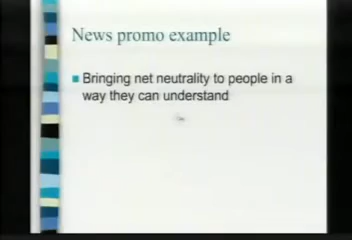 News promo example
Bringing net neutrality to people in a
way they can understand